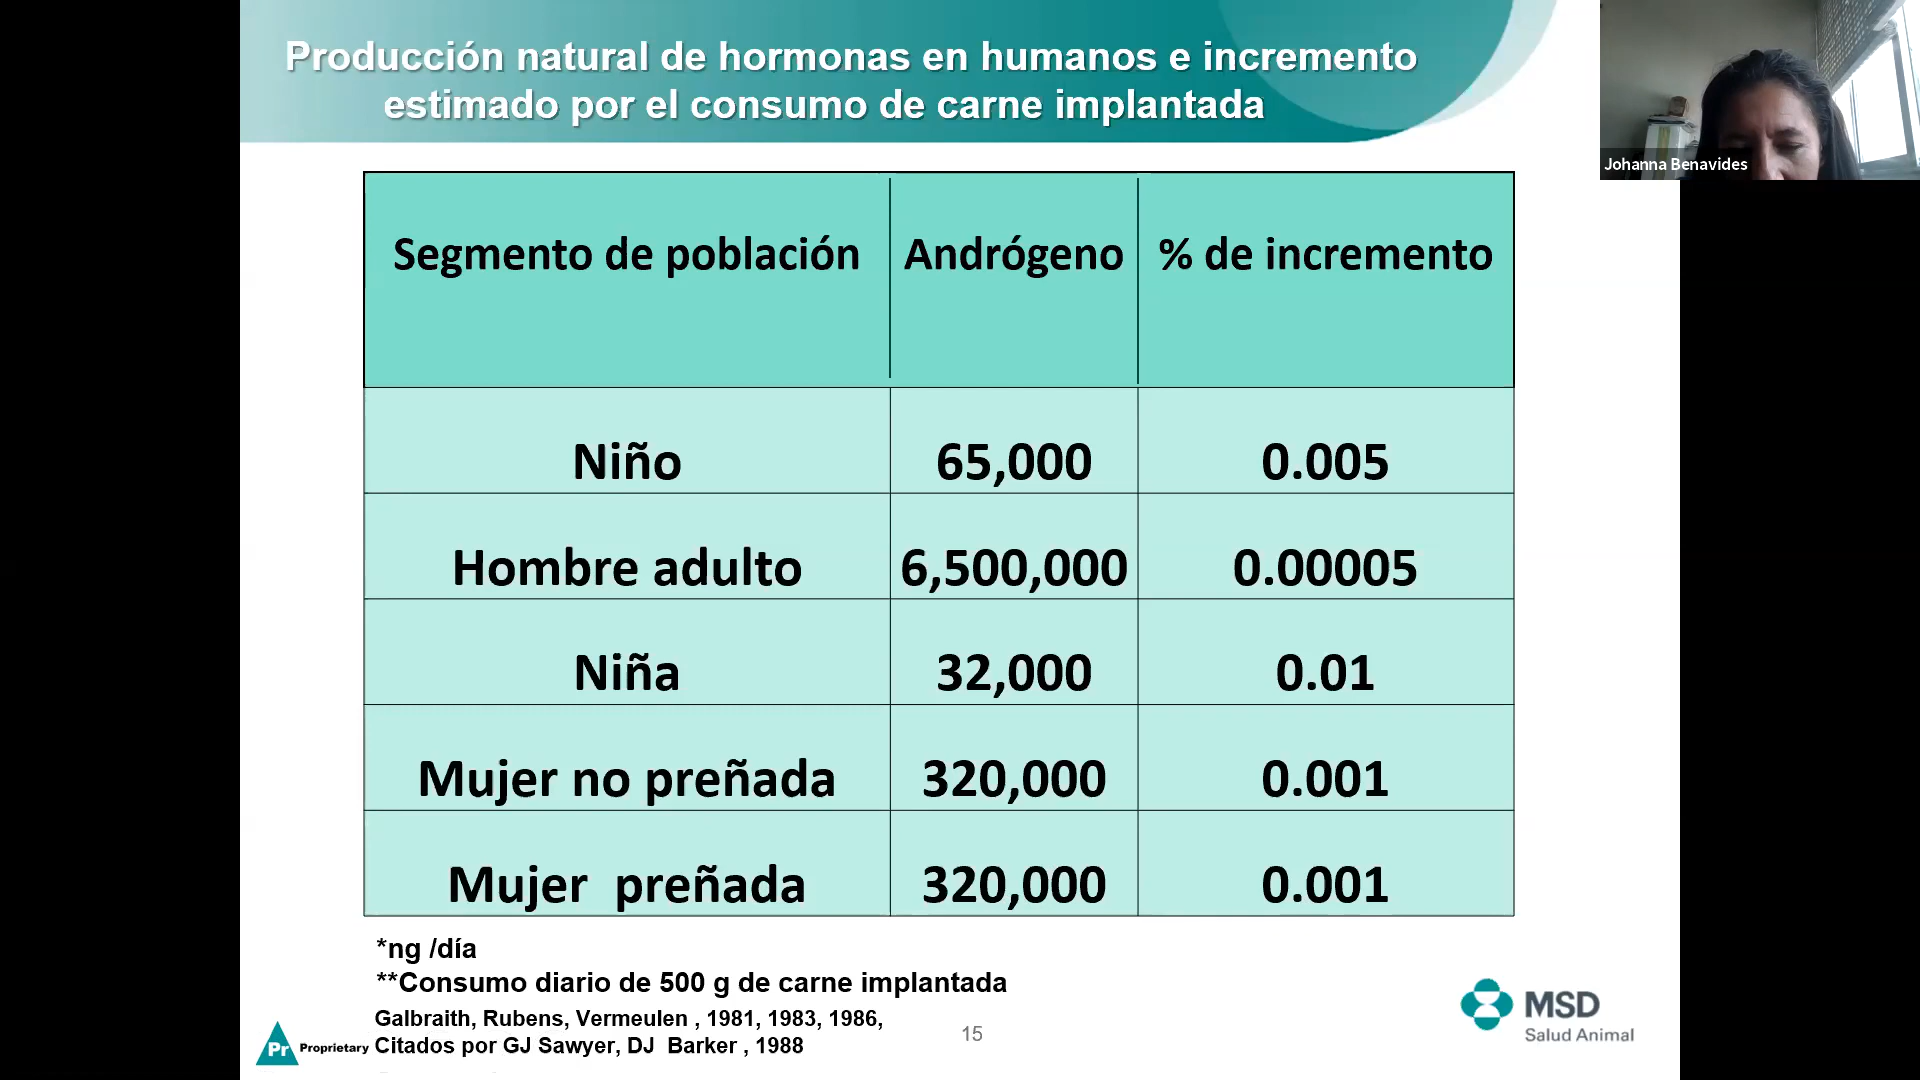 Producción natural de hormonas en humanos e incremento
estimado por el consumo de carne implantada
Johanna Benavides
Segmento de población Andrógeno % de incremento
Niño 65,000 0.005
Hombre adulto 6,500,000 0.00005
Niña 32,000 0.01
Mujer no preñada 320,000 0.001
Mujer preñada 320,000 0.001
*ng /día
**Consumo diario de 500 g de carne implantada
Galbraith, Rubens, Vermeulen , 1981, 1983, 1986,
Citados por GJ Sawyer, DJ Barker , 1988
Pr Proprietary
15
MSD
Salud Animal